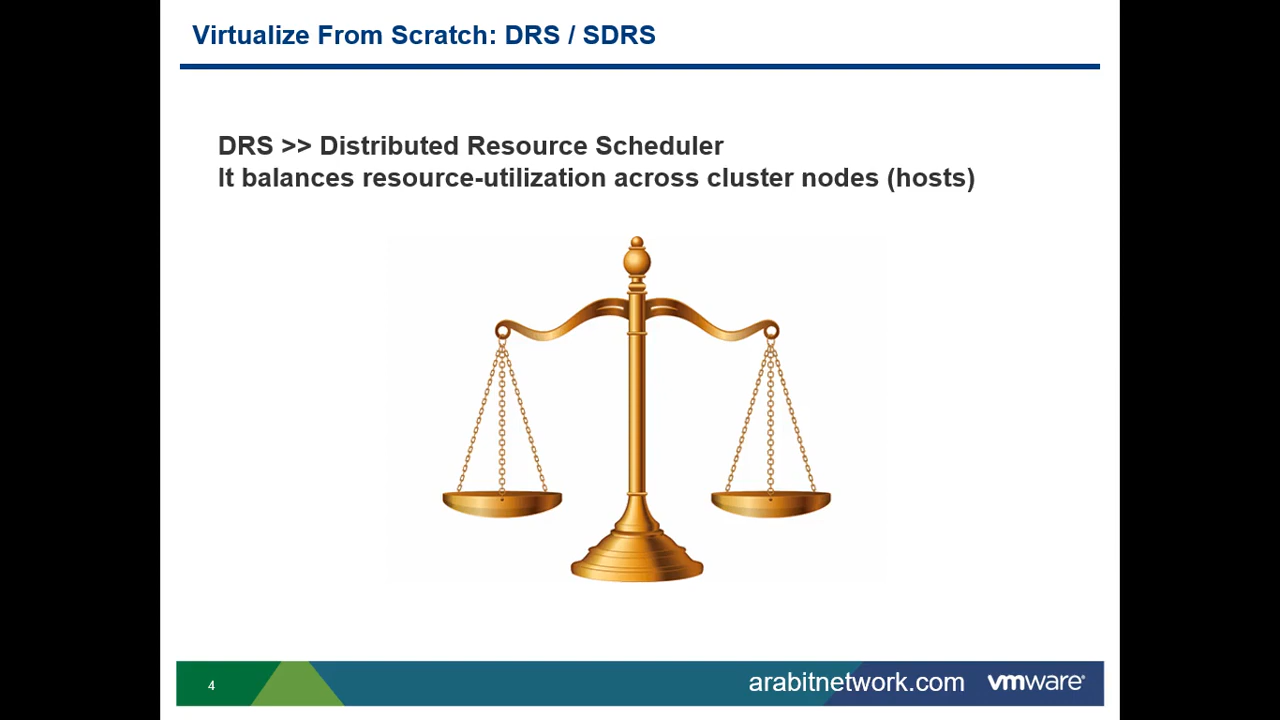 Virtualize From Scratch: DRS / SDRS
DRS >> Distributed Resource Scheduler
It balances resource-utilization across cluster nodes (hosts)
4
arabitnetwork.com
vmware